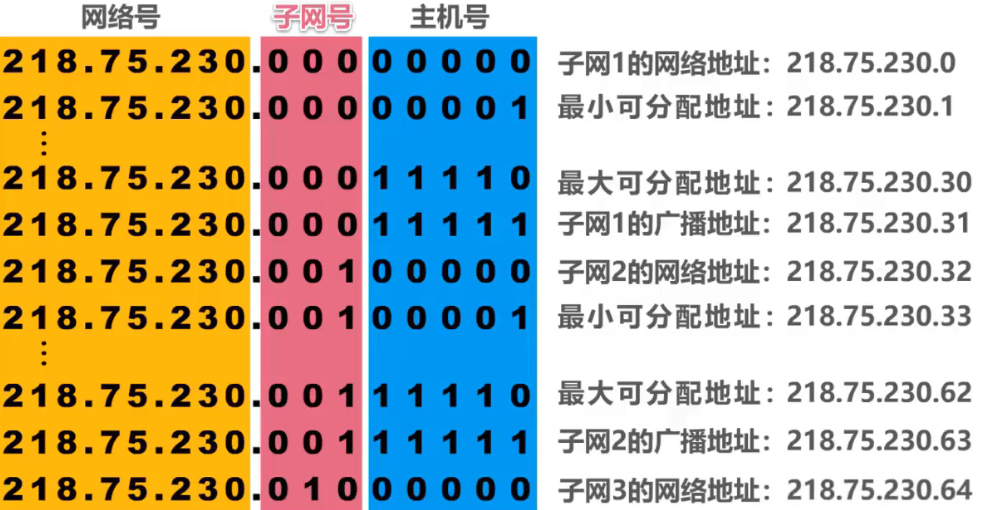 网络号 子网号 主机号
218.75.230.000 00000 子网1的网络地址：218.75.230.0
218.75.230.000 00001 最小可分配地址：218.75.230.1
⋮
218.75.230.000 11110 最大可分配地址：218.75.230.30
218.75.230.000 11111 子网1的广播地址：218.75.230.31
218.75.230.001 00000 子网2的网络地址：218.75.230.32
218.75.230.001 00001 最小可分配地址：218.75.230.33
⋮
218.75.230.001 11110 最大可分配地址：218.75.230.62
218.75.230.001 11111 子网2的广播地址：218.75.230.63
218.75.230.010 00000 子网3的网络地址：218.75.230.64